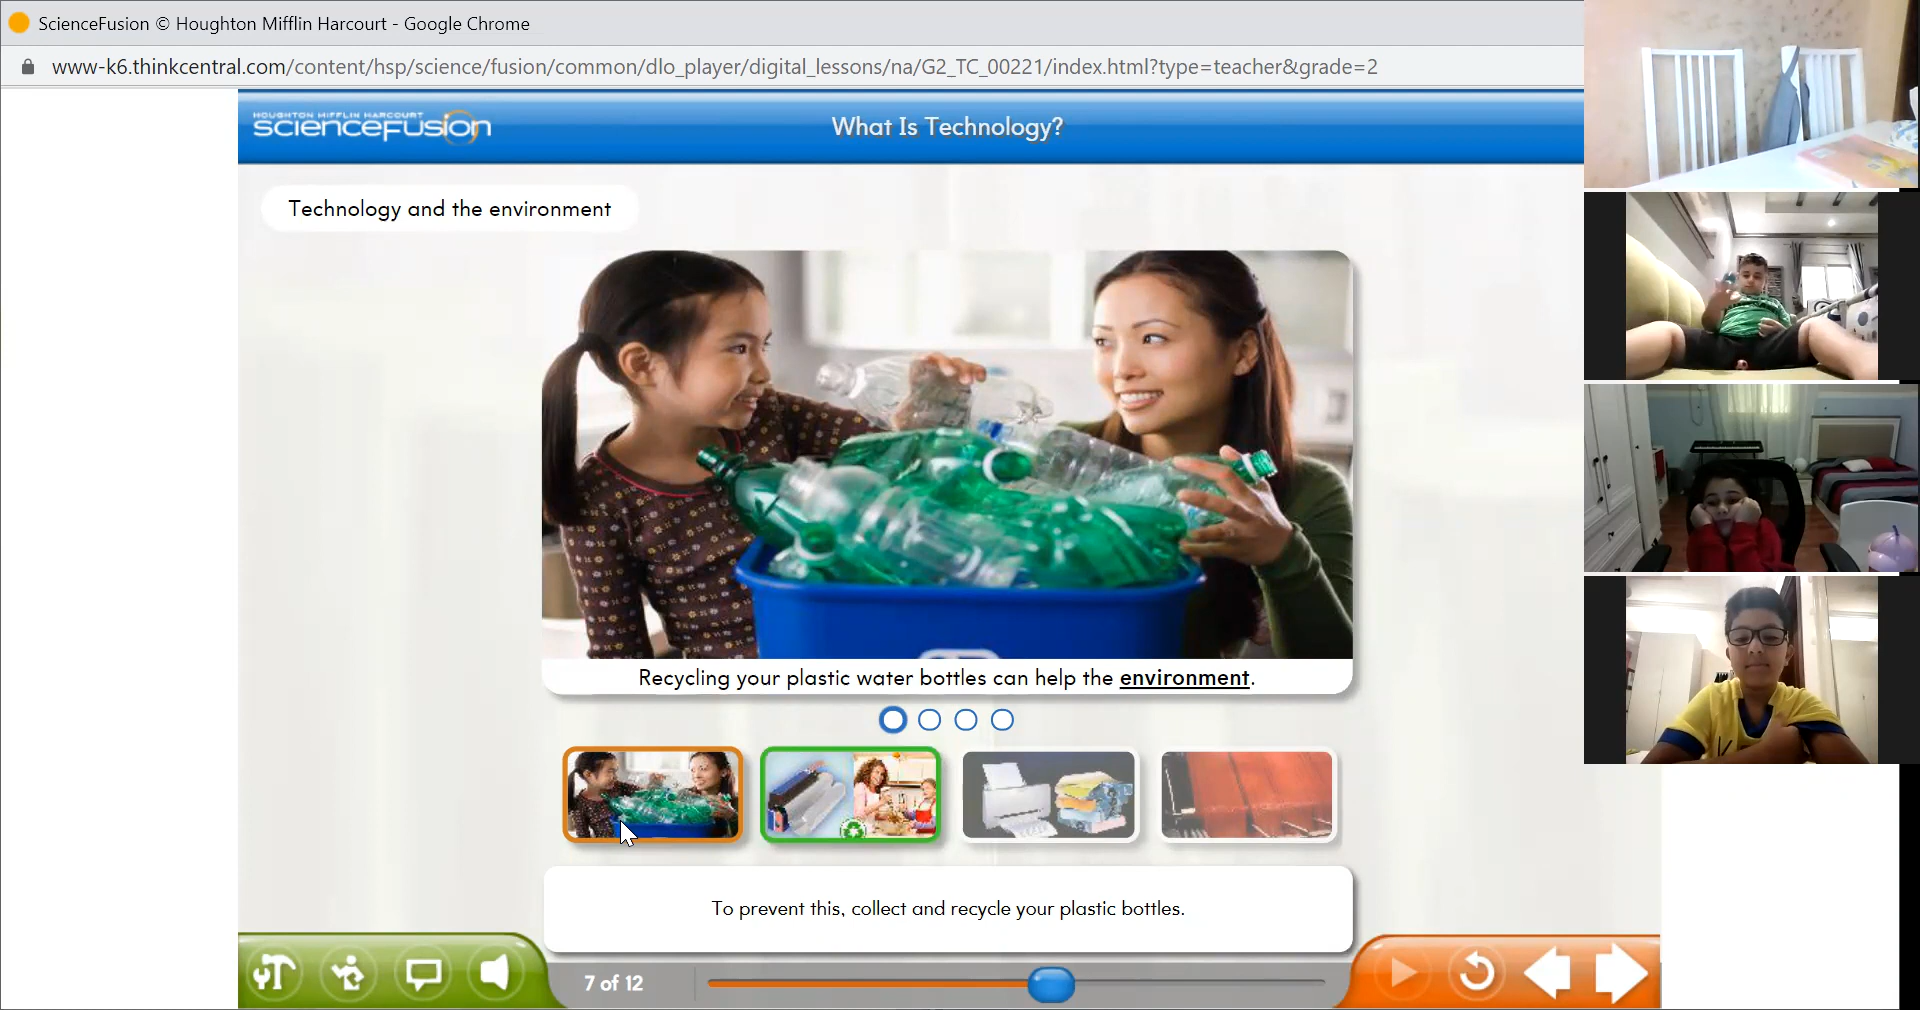 ScienceFusion © Houghton Mifflin Harcourt - Google Chrome
www-k6.thinkcentral.com/content/hsp/science/fusion/common/dlo_player/digital_lessons/na/G2_TC_00221/index.html?type=teacher&grade=2
HOUGHTON MIFFLIN HARCOURT
SCIENCEFUSION
What Is Technology?
Technology and the environment
Recycling your plastic water bottles can help the environment.
To prevent this, collect and recycle your plastic bottles.
7 of 12